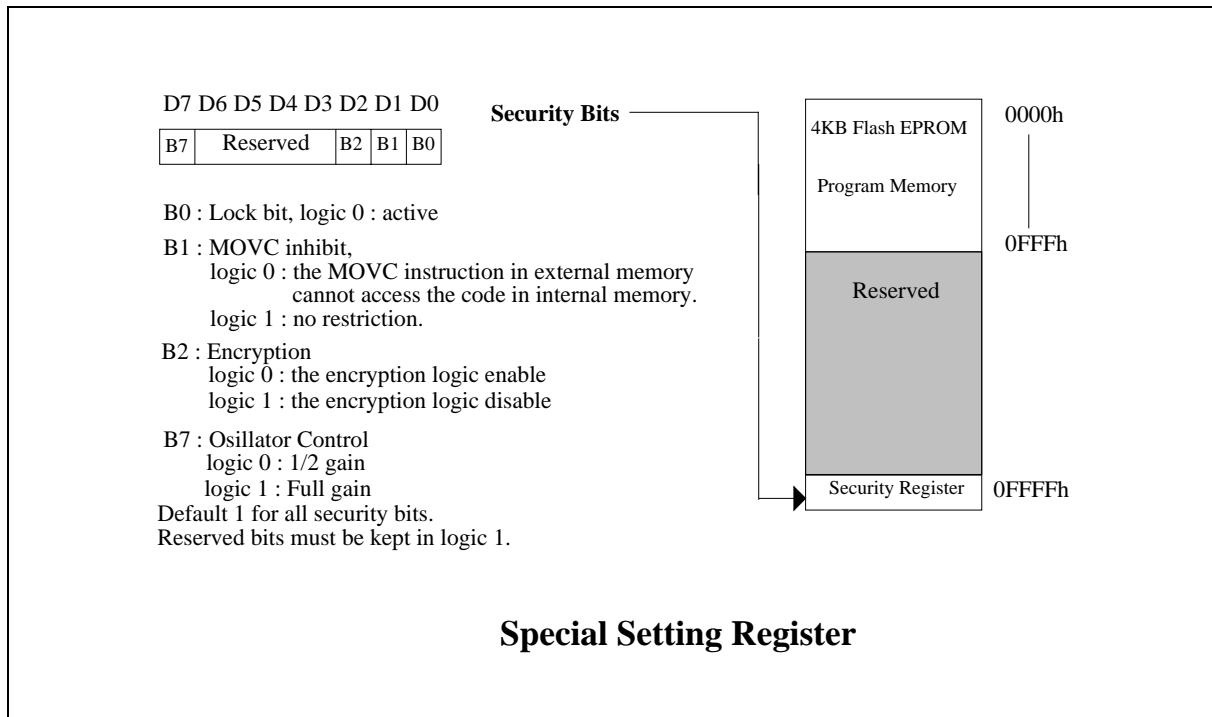 D7 D6 D5 D4 D3 D2 D1 D0
B7 Reserved B2 B1 B0
B0 : Lock bit, logic 0 : active
B1 : MOVC inhibit,
logic 0 : the MOVC instruction in external memory
cannot access the code in internal memory.
logic 1 : no restriction.
B2 : Encryption
logic 0 : the encryption logic enable
logic 1 : the encryption logic disable
B7 : Osillator Control
logic 0 : 1/2 gain
logic 1 : Full gain
Default 1 for all security bits.
Reserved bits must be kept in logic 1.
Security Bits
4KB Flash EPROM
Program Memory
0000h
0FFFh
Reserved
Security Register
0FFFFh
Special Setting Register